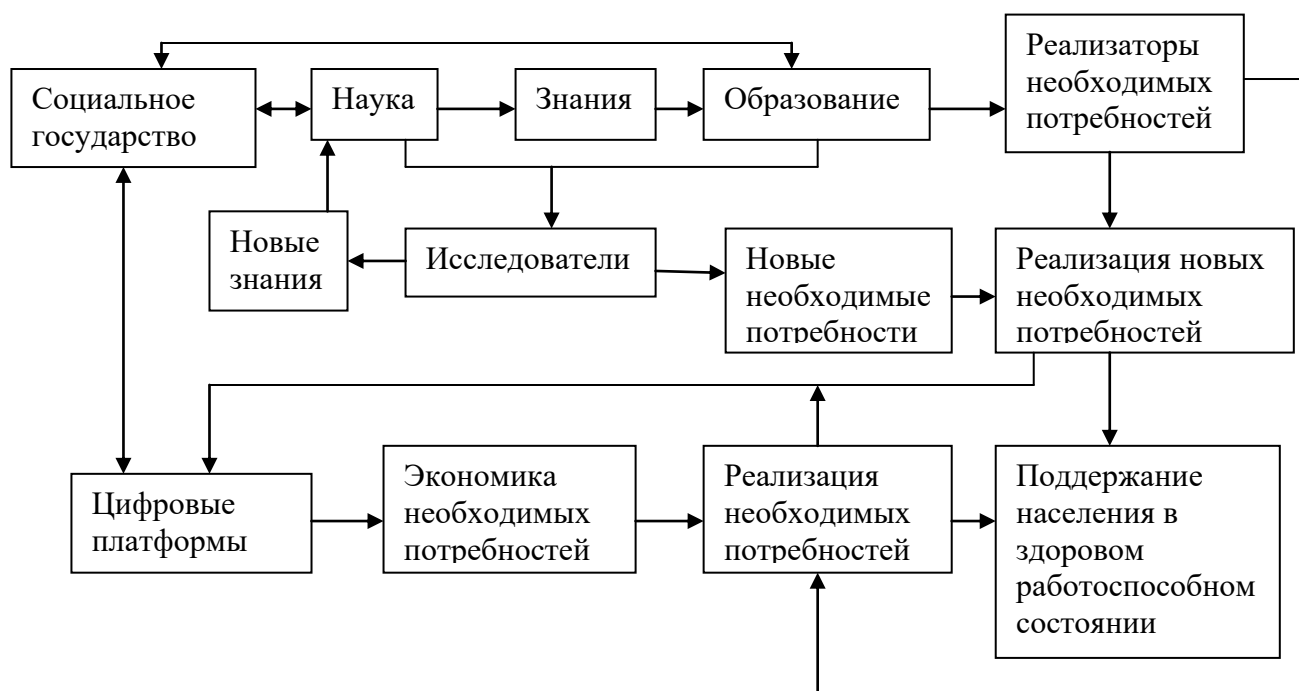 Социальное
государство
Наука
Знания
Образование
Реализаторы
необходимых
потребностей
Новые
знания
Исследователи
Новые
необходимые
потребности
Реализация новых
необходимых
потребностей
Цифровые
платформы
Экономика
необходимых
потребностей
Реализация
необходимых
потребностей
Поддержание
населения в
здоровом
работоспособном
состоянии